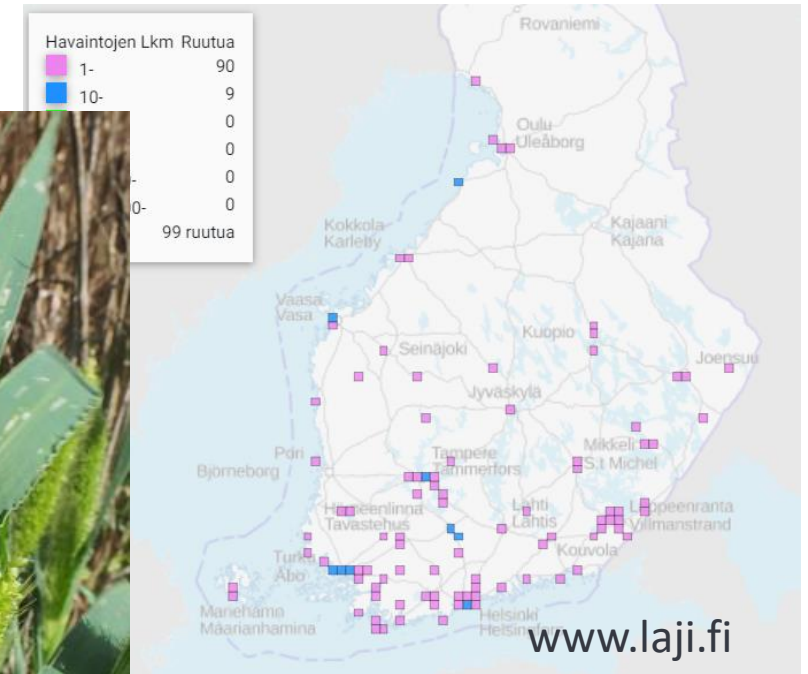 Havaintojen Lkm Ruutua
1- 90
10- 9
0
0
- 0
0- 0
99 ruutua
Rovaniemi
Oulu
Uleåborg
Kokkola
Karleby
Kajaani
Kajana
Vaasa
Vasa
Seinäjoki
Kuopio
Joensuu
Jyväskylä
Pori
Björneborg
Tampere
Tammerfors
Mikkeli
S:t Michel
Hämeenlinna
Tavastehus
Lahti
Lahtis
Lappeenranta
Villmanstrand
Kouvola
Turku
Åbo
Mariehamn
Maarianhamina
Helsinki
Helsingfors
www.laji.fi